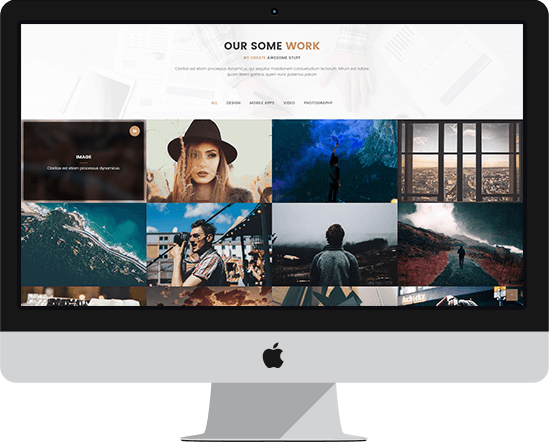 OUR SOME WORK
WE CREATE AWESOME STUFF
Claritas est etiam processus dynamicus, qui sequitur mutationem consuetudium lectorum. Mirum est notare
quam littera gothica, quam nunc putamus parum
ALL DESIGN MOBILE APPS VIDEO PHOTOGRAPHY
IMAGE
Claritas est etiam processus dynamicus.